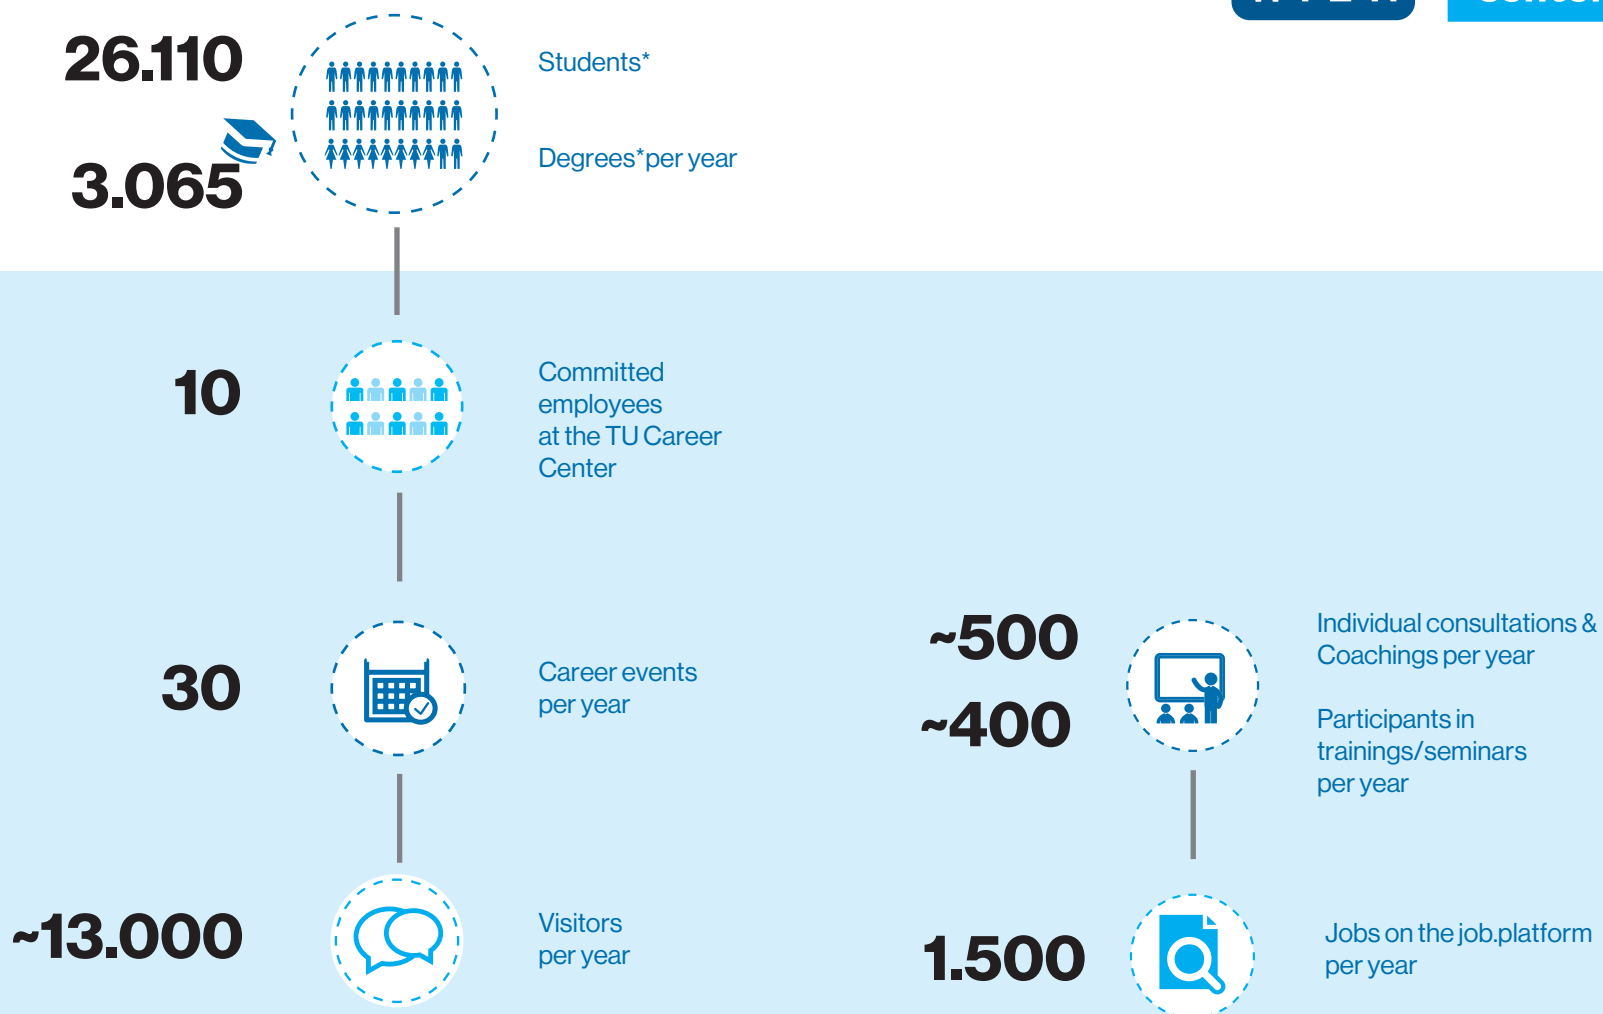 26.110
Students*
3.065
Degrees*per year
10
Committed
employees
at the TU Career
Center
30
Career events
per year
~13.000
Visitors
per year
~500
Individual consultations &
Coachings per year
~400
Participants in
trainings/seminars
per year
1.500
Jobs on the job.platform
per year